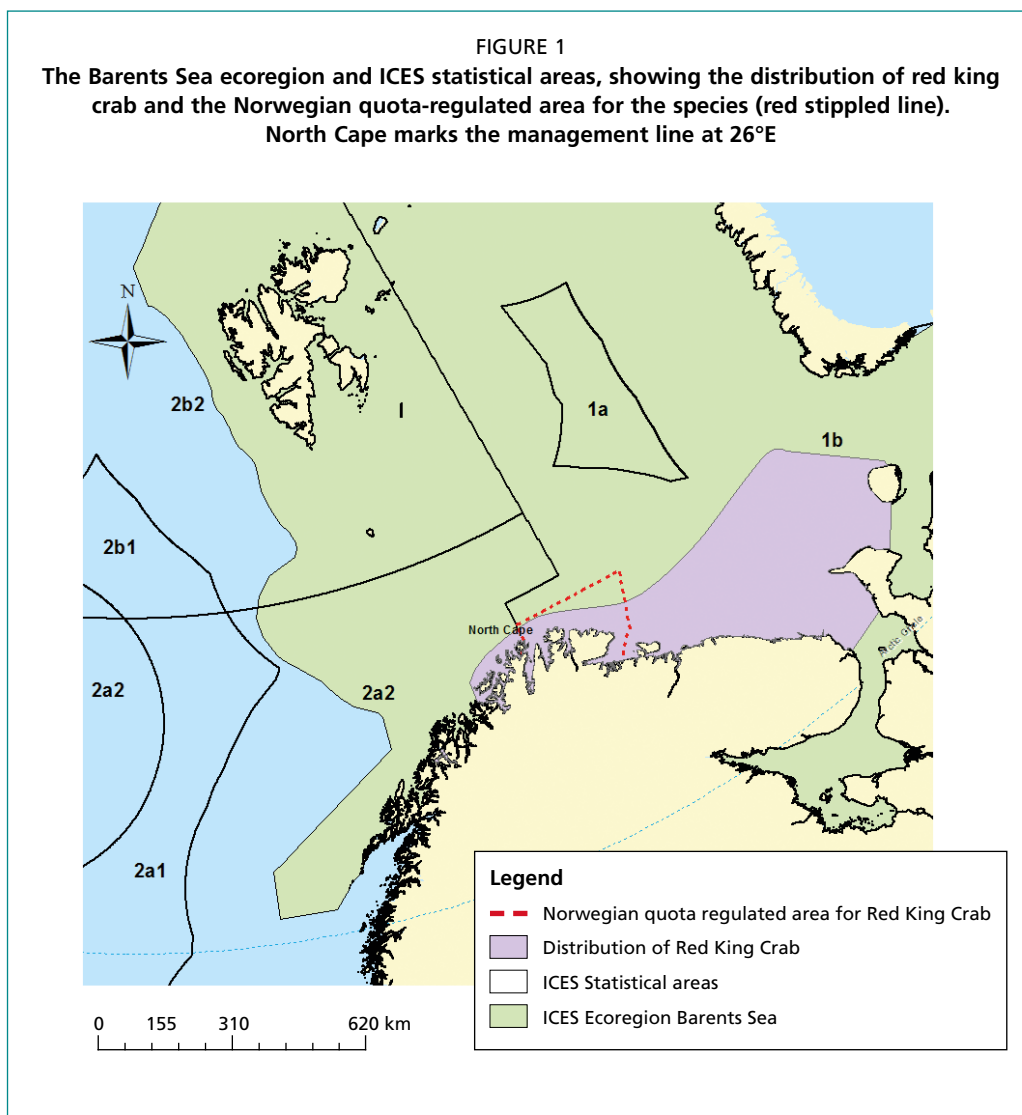 FIGURE 1
The Barents Sea ecoregion and ICES statistical areas, showing the distribution of red king
crab and the Norwegian quota-regulated area for the species (red stippled line).
North Cape marks the management line at 26°E
N
2b2
I
1a
1b
2b1
North Cape
Arctic Circle
2a2
2a2
2a1
Legend
Norwegian quota regulated area for Red King Crab
Distribution of Red King Crab
ICES Statistical areas
ICES Ecoregion Barents Sea
0 155 310 620 km